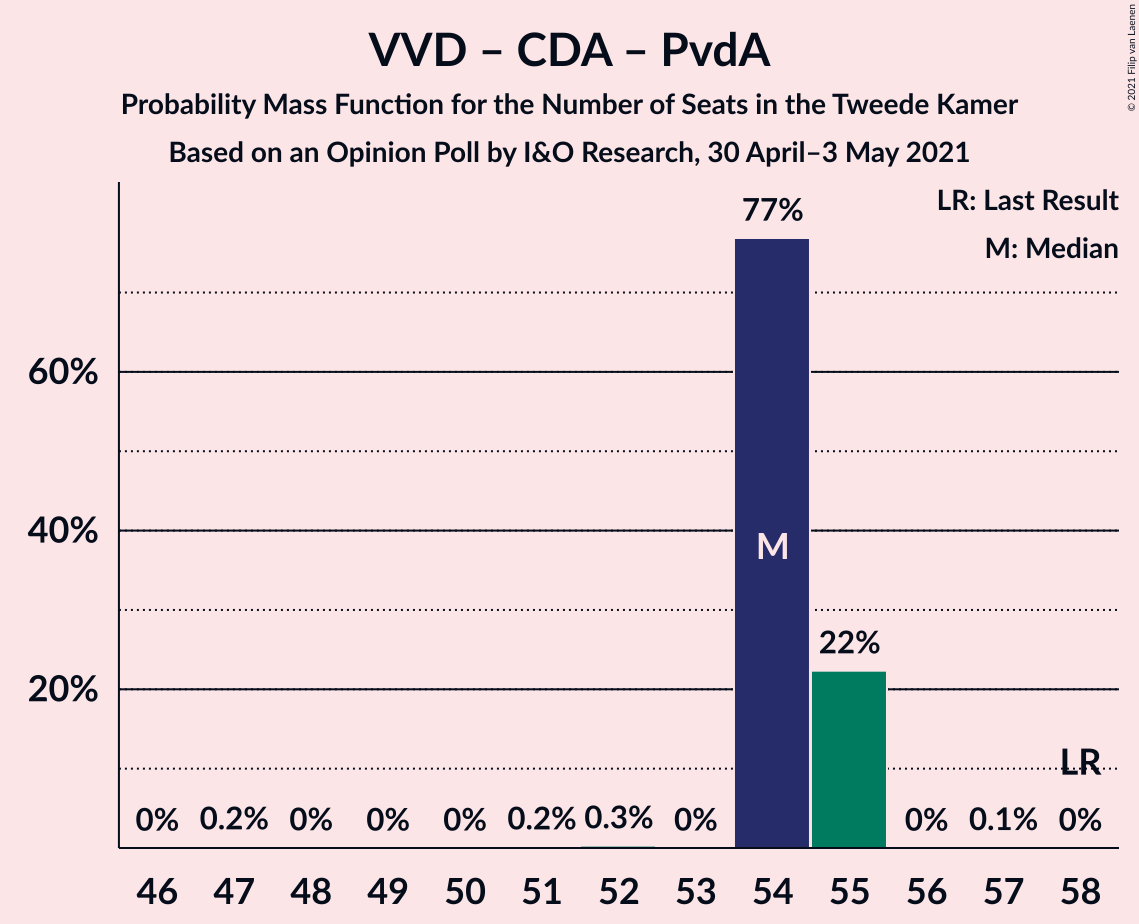 VVD – CDA – PvdA
Probability Mass Function for the Number of Seats in the Tweede Kamer
Based on an Opinion Poll by I&O Research, 30 April–3 May 2021
© 2021 Filip van Laenen
LR: Last Result
M: Median
77%
60%
40%
M
22%
20%
LR
0% 0.2% 0% 0% 0% 0.2% 0.3% 0% 0% 0.1% 0%
46 47 48 49 50 51 52 53 54 55 56 57 58